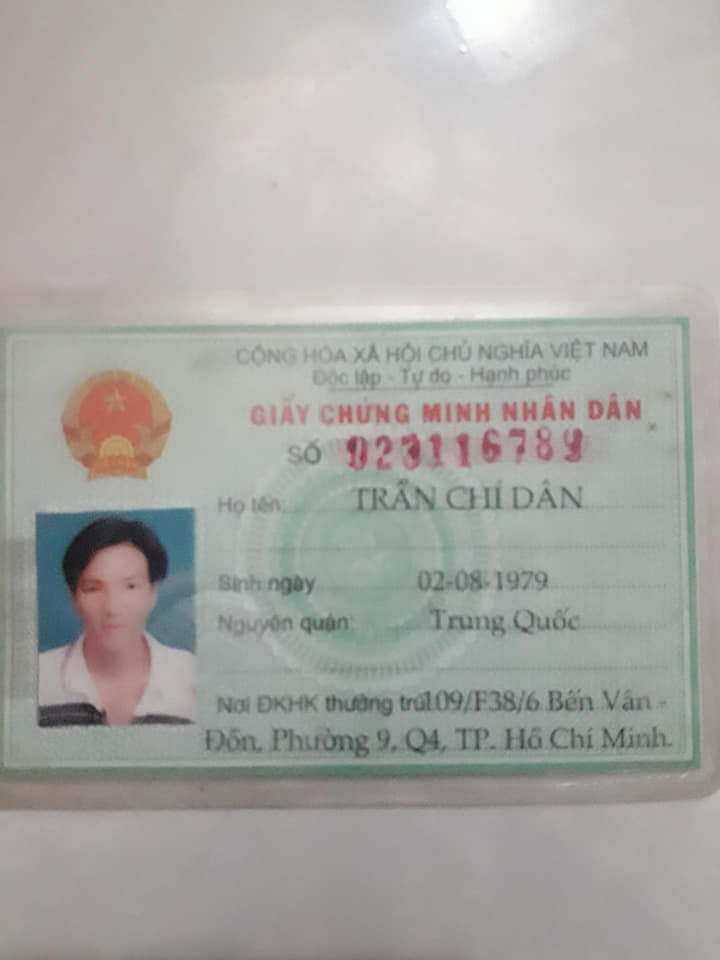 CỘNG HÒA XÃ HỘI CHỦ NGHĨA VIỆT NAM
Độc lập - Tự do - Hạnh phúc
GIẤY CHỨNG MINH NHÂN DÂN
SỐ 023116789
Họ tên: TRẦN CHÍ DÂN
Sinh ngày 02-08-1979
Nguyên quán: Trung Quốc
Nơi ĐKHK thường trú 109/F38/6 Bến Vân -
Đồn, Phường 9, Q4, TP. Hồ Chí Minh.